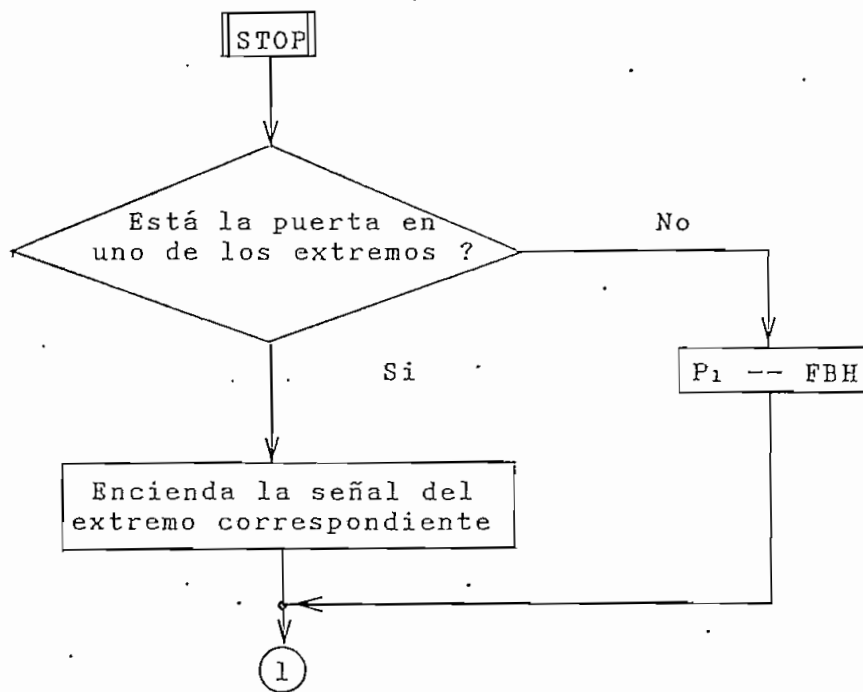 STOP
Está la puerta en
uno de los extremos ?
No
Si
P1 -- FBH
Encienda la señal del
extremo correspondiente
1